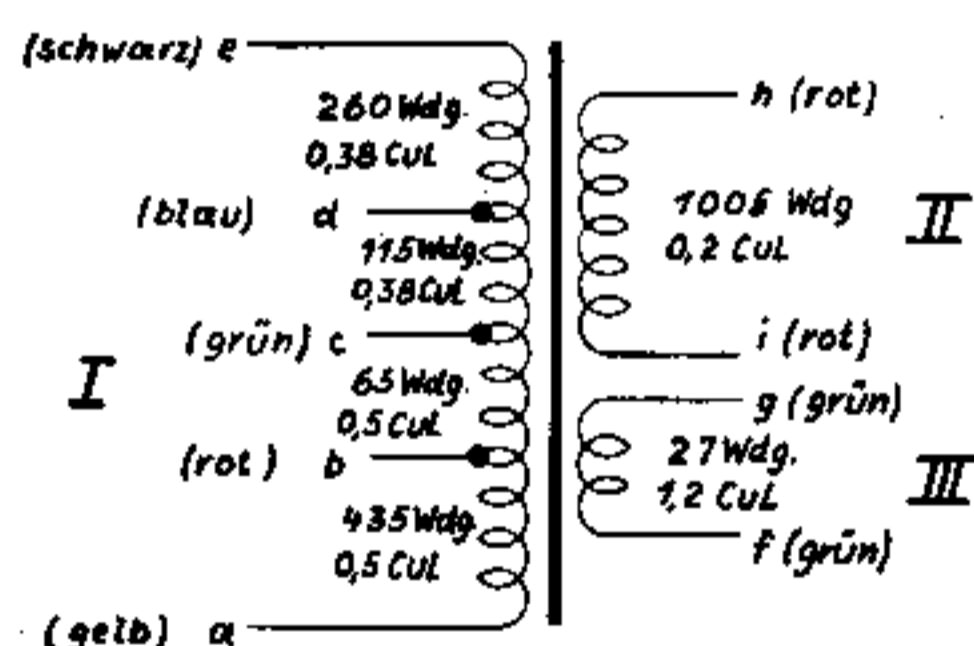 (schwarz) e
260 Wdg.
0,38 CuL
(blau) d
115 Wdg.
0,38 CuL
(grün) c
65 Wdg.
0,5 CuL
(rot) b
435 Wdg.
0,5 CuL
(gelb) a
I
h (rot)
Wdg
0,2 CuL
i (rot)
II
g (grün)
27 Wdg.
1,2 CuL
f (grün)
III